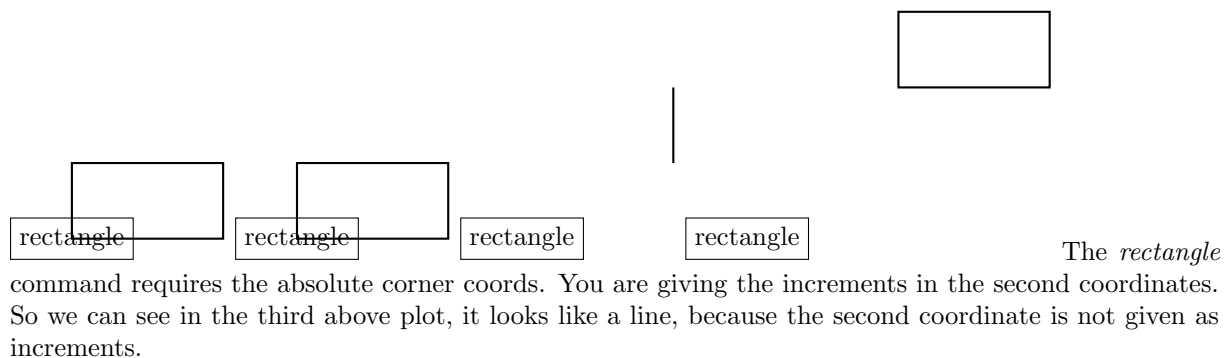 rectangle rectangle rectangle rectangle The rectangle
command requires the absolute corner coords. You are giving the increments in the second coordinates.
So we can see in the third above plot, it looks like a line, because the second coordinate is not given as
increments.